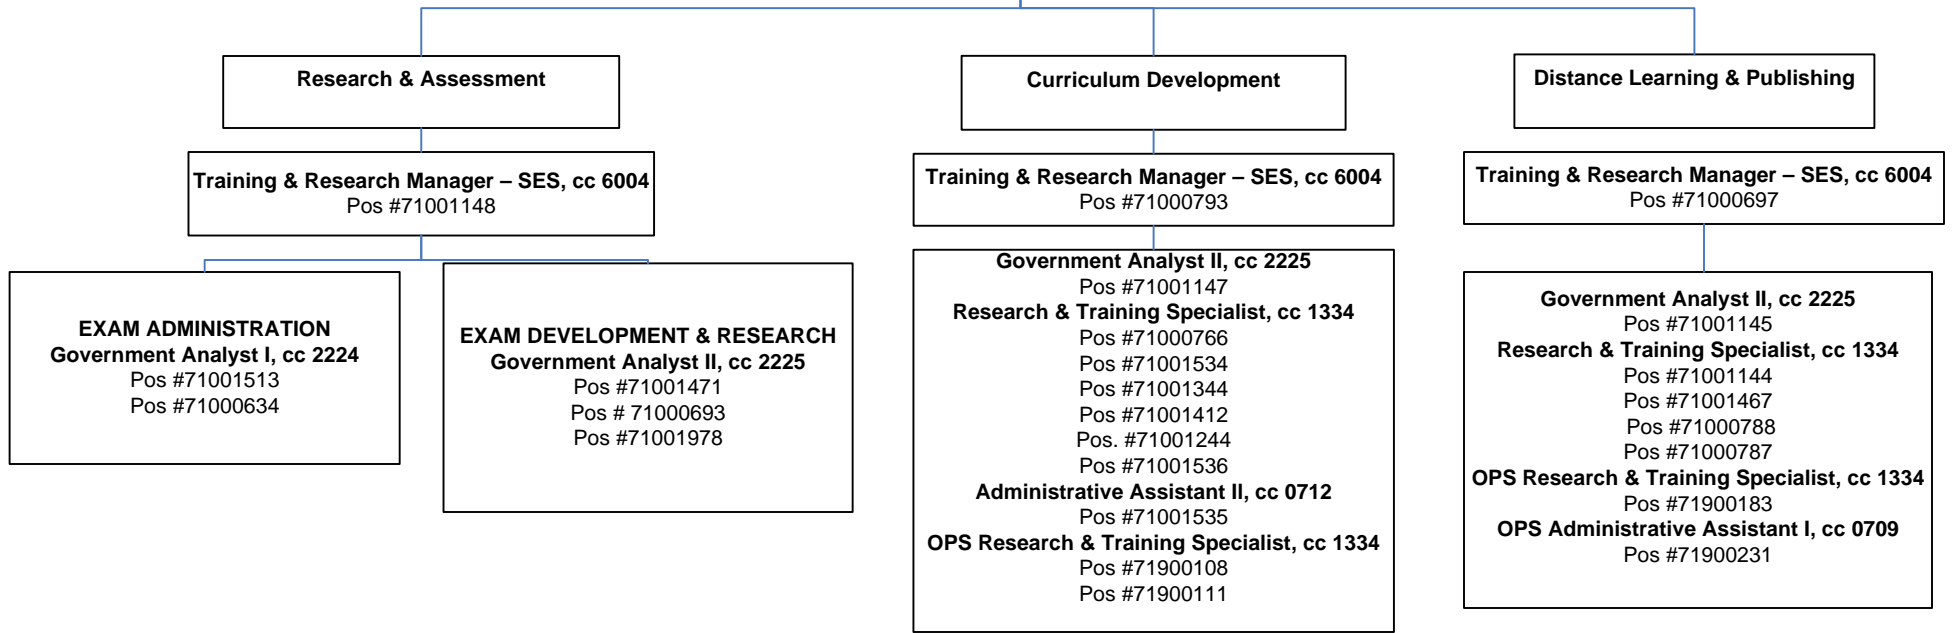 Research & Assessment
Training & Research Manager – SES, cc 6004
Pos #71001148
EXAM ADMINISTRATION
Government Analyst I, cc 2224
Pos #71001513
Pos #71000634
EXAM DEVELOPMENT & RESEARCH
Government Analyst II, cc 2225
Pos #71001471
Pos # 71000693
Pos #71001978
Curriculum Development
Training & Research Manager – SES, cc 6004
Pos #71000793
Government Analyst II, cc 2225
Pos #71001147
Research & Training Specialist, cc 1334
Pos #71000766
Pos #71001534
Pos #71001344
Pos #71001412
Pos. #71001244
Pos #71001536
Administrative Assistant II, cc 0712
Pos #71001535
OPS Research & Training Specialist, cc 1334
Pos #71900108
Pos #71900111
Distance Learning & Publishing
Training & Research Manager – SES, cc 6004
Pos #71000697
Government Analyst II, cc 2225
Pos #71001145
Research & Training Specialist, cc 1334
Pos #71001144
Pos #71001467
Pos #71000788
Pos #71000787
OPS Research & Training Specialist, cc 1334
Pos #71900183
OPS Administrative Assistant I, cc 0709
Pos #71900231